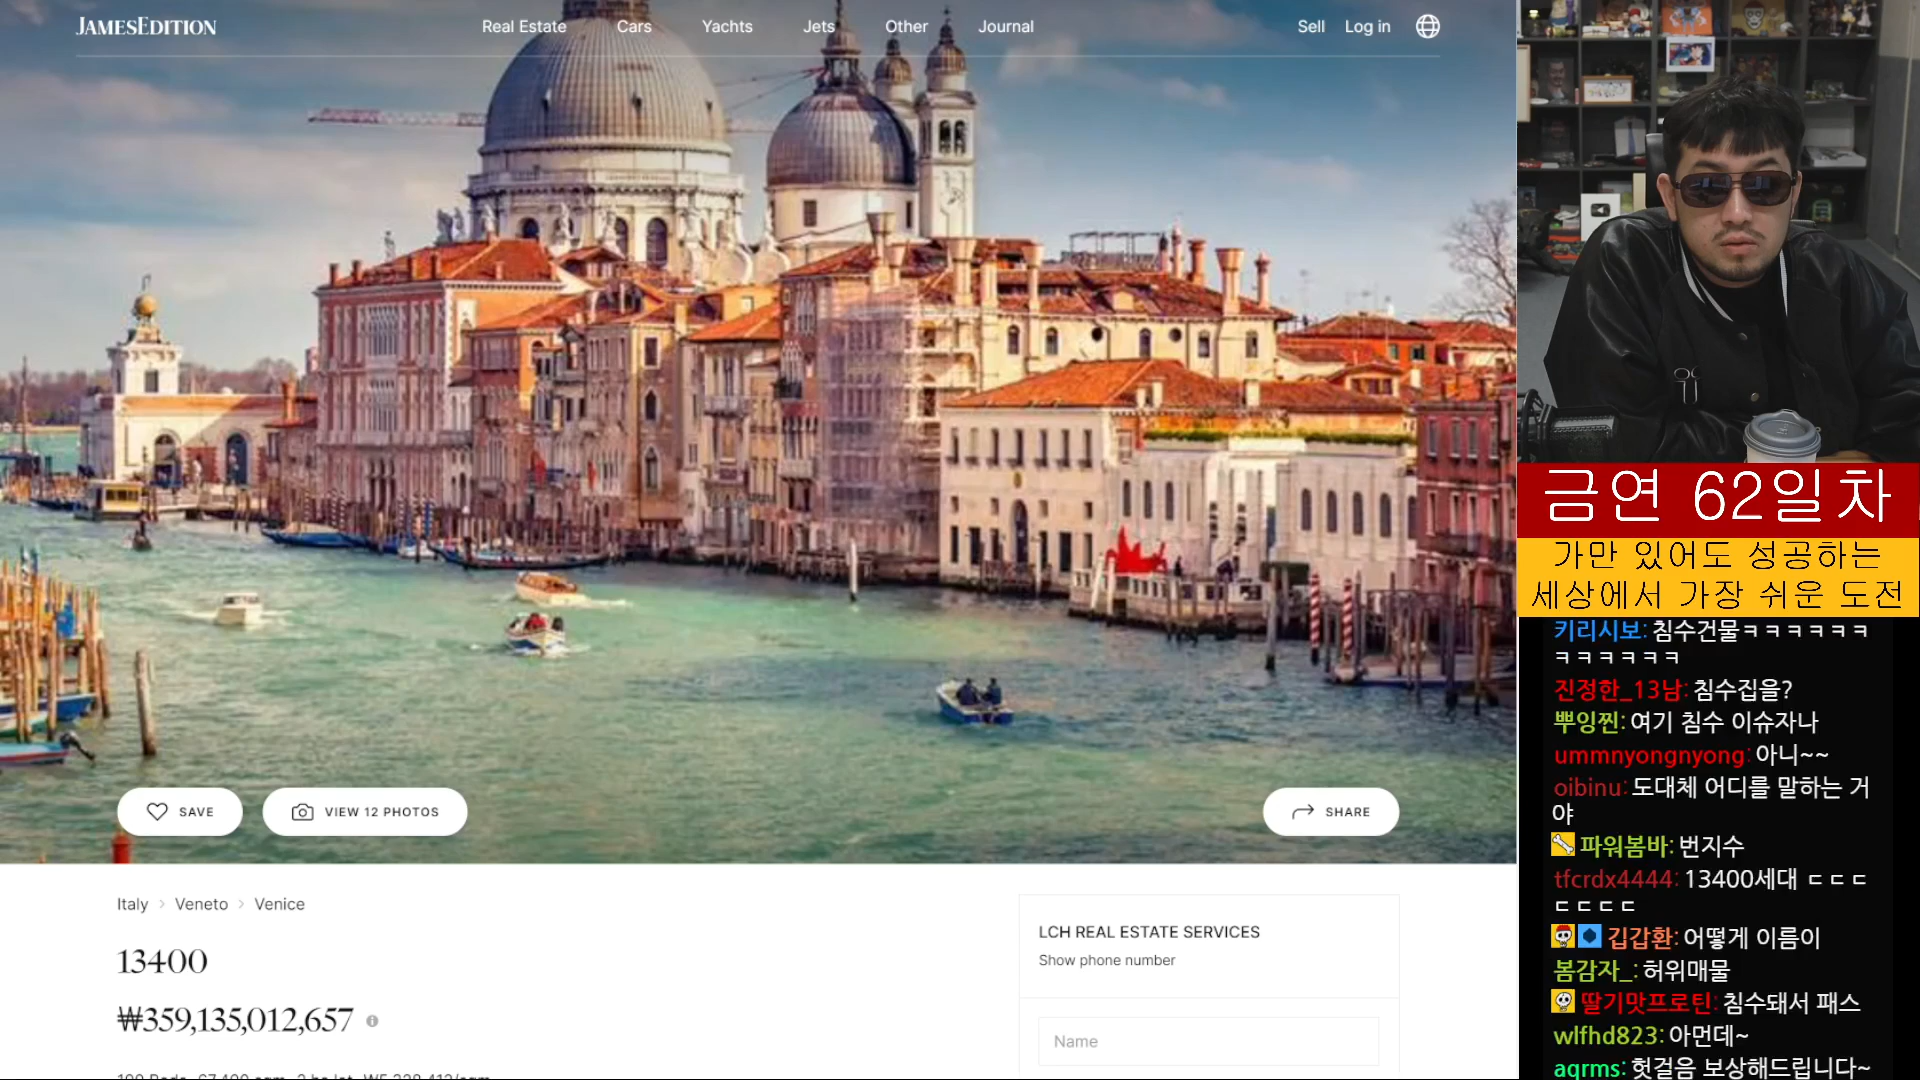 JAMESEDITION
Real Estate
Cars
Yachts
Jets
Other
Journal
Sell
Log in
SAVE
VIEW 12 PHOTOS
SHARE
Italy > Veneto > Venice
13400
₩359,135,012,657
LCH REAL ESTATE SERVICES
Show phone number
Name
금연 62일차
가만 있어도 성공하는
세상에서 가장 쉬운 도전
키리시보: 침수건물ㅋㅋㅋㅋㅋㅋ
ㅋㅋㅋㅋㅋㅋ
진정한_13남: 침수집을?
뿌잉찐: 여기 침수 이슈자나
ummnyongnyong: 아니~~
oibinu: 도대체 어디를 말하는 거
야
파워봄바: 번지수
tfcrdx4444: 13400세대 ㄷㄷㄷ
ㄷㄷㄷㄷ
김갑환: 어떻게 이름이
봄감자_: 허위매물
딸기맛프로틴: 침수돼서 패스
wlfhd823: 아먼데~
aqrms: 헛걸음 보상해드립니다~